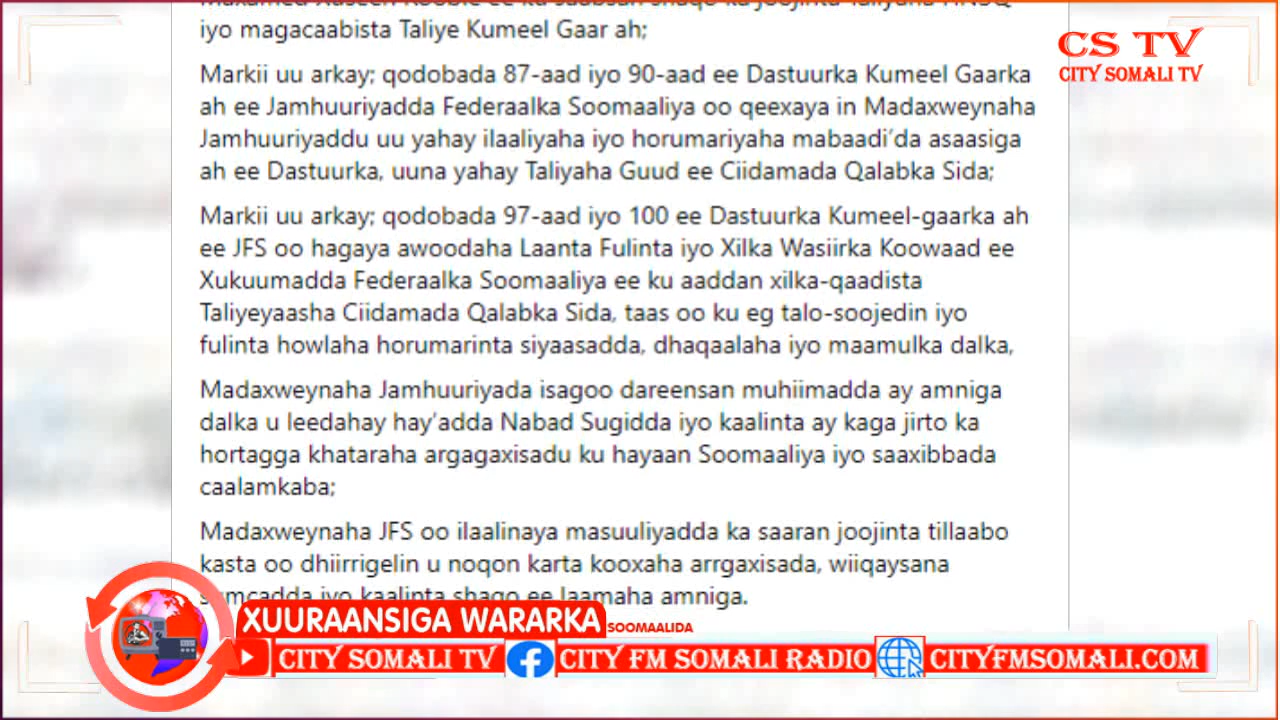 iyo magacaabista Taliye Kumeel Gaar ah;
Markii uu arkay; qodobada 87-aad iyo 90-aad ee Dastuurka Kumeel Gaarka
ah ee Jamhuuriyadda Federaalka Soomaaliya oo qeexaya in Madaxweynaha
Jamhuuriyaddu uu yahay ilaaliyaha iyo horumariyaha mabaadi’da asaasiga
ah ee Dastuurka, uuna yahay Taliyaha Guud ee Ciidamada Qalabka Sida;
Markii uu arkay; qodobada 97-aad iyo 100 ee Dastuurka Kumeel-gaarka ah
ee JFS oo hagaya awoodaha Laanta Fulinta iyo Xilka Wasiirka Koowaad ee
Xukuumadda Federaalka Soomaaliya ee ku aaddan xilka-qaadista
Taliyeyaasha Ciidamada Qalabka Sida, taas oo ku eg talo-soojedin iyo
fulinta howlaha horumarinta siyaasadda, dhaqaalaha iyo maamulka dalka,
Madaxweynaha Jamhuuriyada isagoo dareensan muhiimadda ay amniga
dalka u leedahay hay’adda Nabad Sugidda iyo kaalinta ay kaga jirto ka
hortagga khataraha argagaxisadu ku hayaan Soomaaliya iyo saaxibbada
caalamkaba;
Madaxweynaha JFS oo ilaalinaya masuuliyadda ka saaran joojinta tillaabo
kasta oo dhiirrigelin u noqon karta kooxaha arrgaxisada, wiiqaysana
iyo kaalinta shaqo ee laamaha amniga.
CS TV
CITY SOMALI TV
XUURAANSIGA WARARKA
SOOMAALIDA
CITY SOMALI TV
CITY FM SOMALI RADIO
CITYFMSOMALI.COM